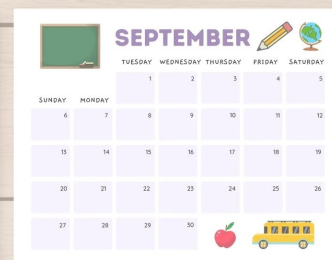 SEPTEMBER
TUESDAY WEDNESDAY THURSDAY FRIDAY SATURDAY
1 2 3 4 5
SUNDAY MONDAY
6 7 8 9 10 11 12
13 14 15 16 17 18 19
20 21 22 23 24 25 26
27 28 29 30